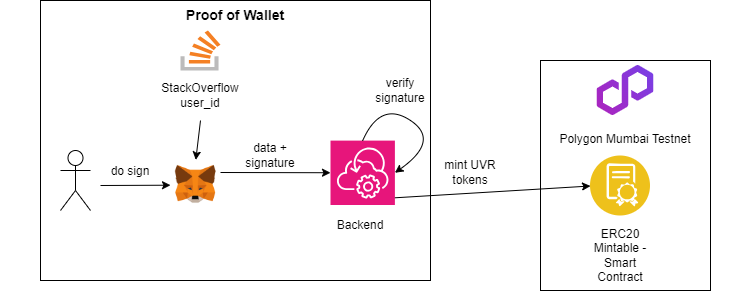 Proof of Wallet
StackOverflow
user_id
verify
signature
data +
signature
do sign
Backend
mint UVR
tokens
Polygon Mumbai Testnet
ERC20
Mintable -
Smart
Contract